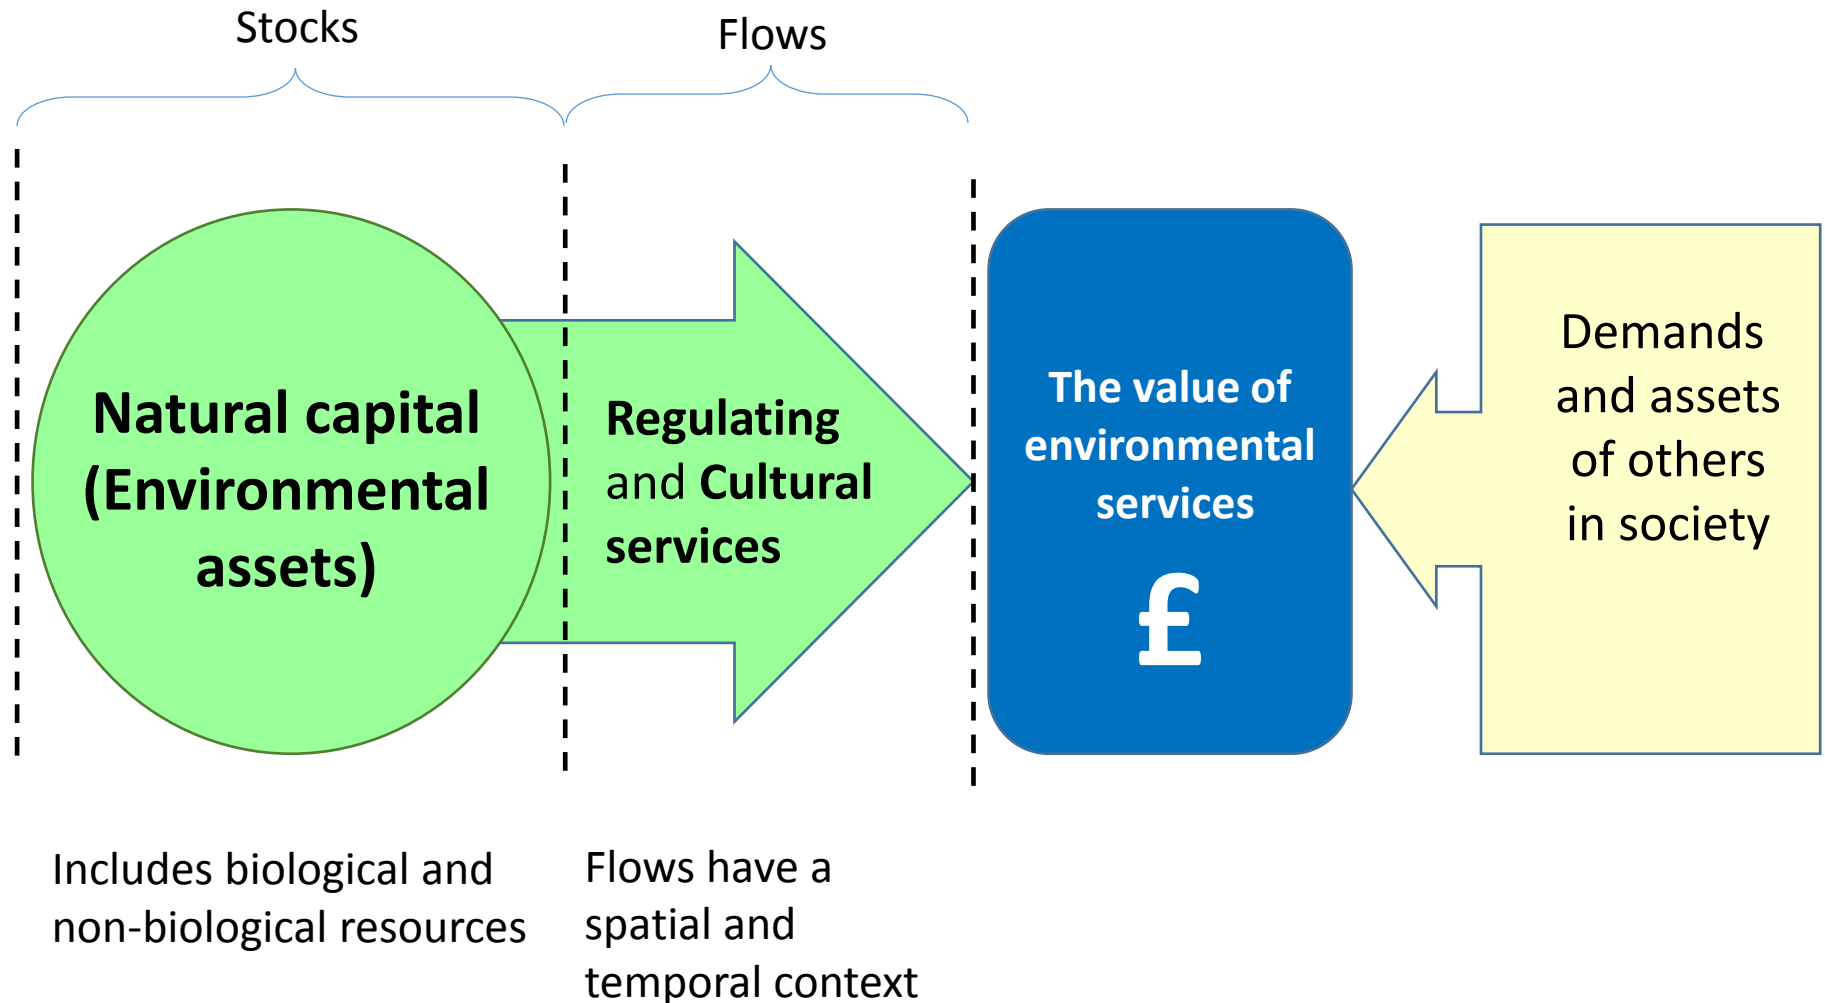 Stocks
Flows
Natural capital
(Environmental
assets)
Regulating
and Cultural
services
The value of
environmental
services
£
Demands
and assets
of others
in society
Includes biological and
non-biological resources
Flows have a
spatial and
temporal context